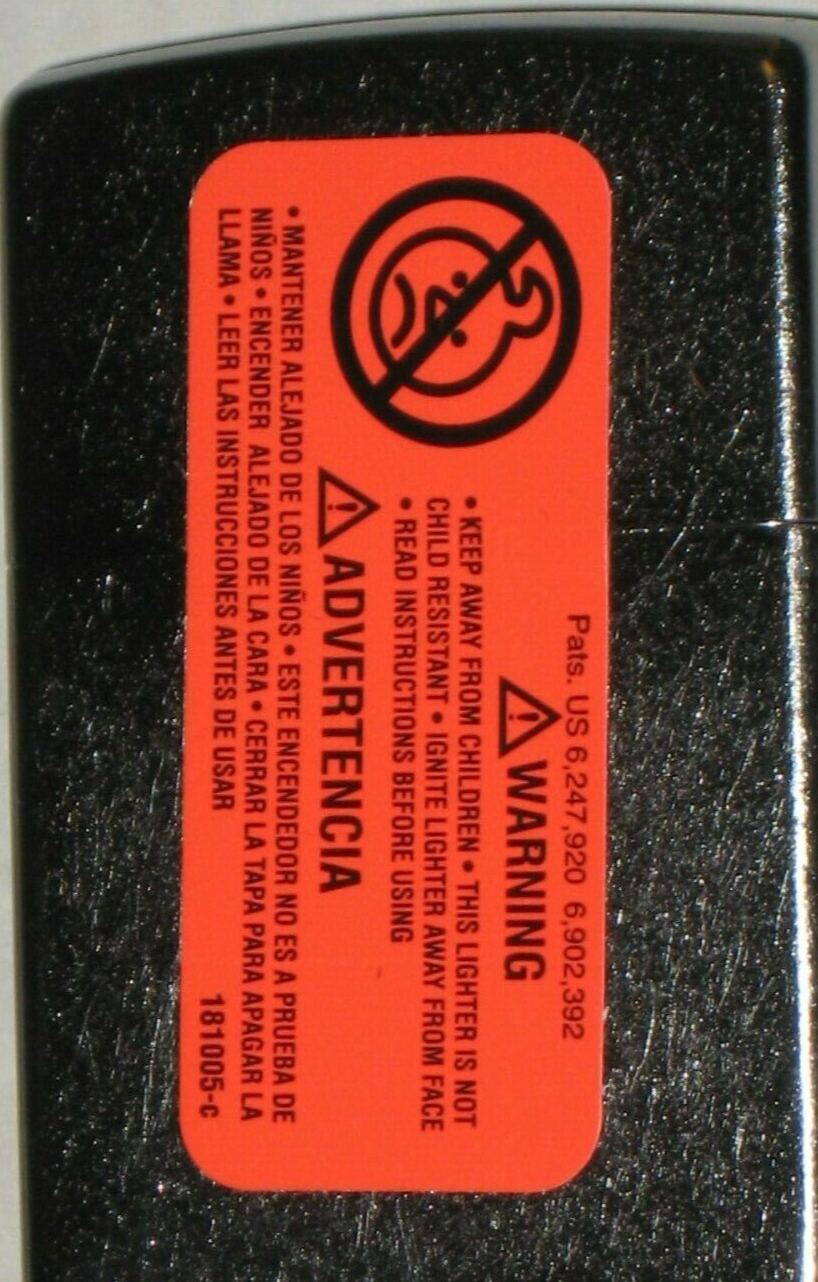 Pats. US 6,247,920 6,902,392
WARNING
• KEEP AWAY FROM CHILDREN • THIS LIGHTER IS NOT
CHILD RESISTANT • IGNITE LIGHTER AWAY FROM FACE
• READ INSTRUCTIONS BEFORE USING
ADVERTENCIA
• MANTENER ALEJADO DE LOS NIÑOS • ESTE ENCENDEDOR NO ES A PRUEBA DE
NIÑOS • ENCENDER ALEJADO DE LA CARA • CERRAR LA TAPA PARA APAGAR LA
LLAMA • LEER LAS INSTRUCCIONES ANTES DE USAR
181005-c